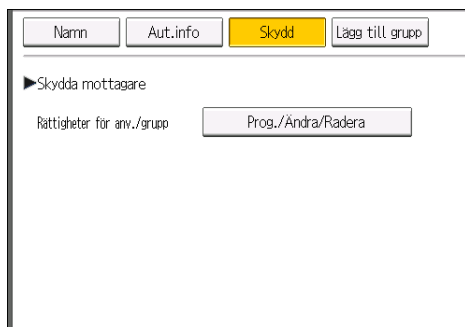 Namn Aut.info Skydd Lägg till grupp
▶Skydda mottagare
Rättigheter för anv./grupp Prog./Ändra/Radera